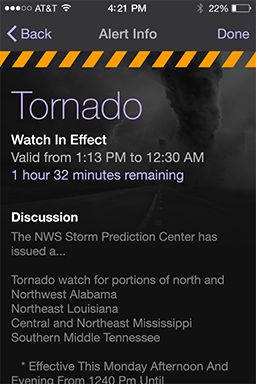 AT&T 4:21 PM 22%
Back Alert Info Done
Tornado
Watch In Effect
Valid from 1:13 PM to 12:30 AM
1 hour 32 minutes remaining
Discussion
The NWS Storm Prediction Center has
issued a...
Tornado watch for portions of north and
Northwest Alabama
Northeast Louisiana
Central and Northeast Mississippi
Southern Middle Tennessee
* Effective This Monday Afternoon And
Evening From 1240 Pm Until